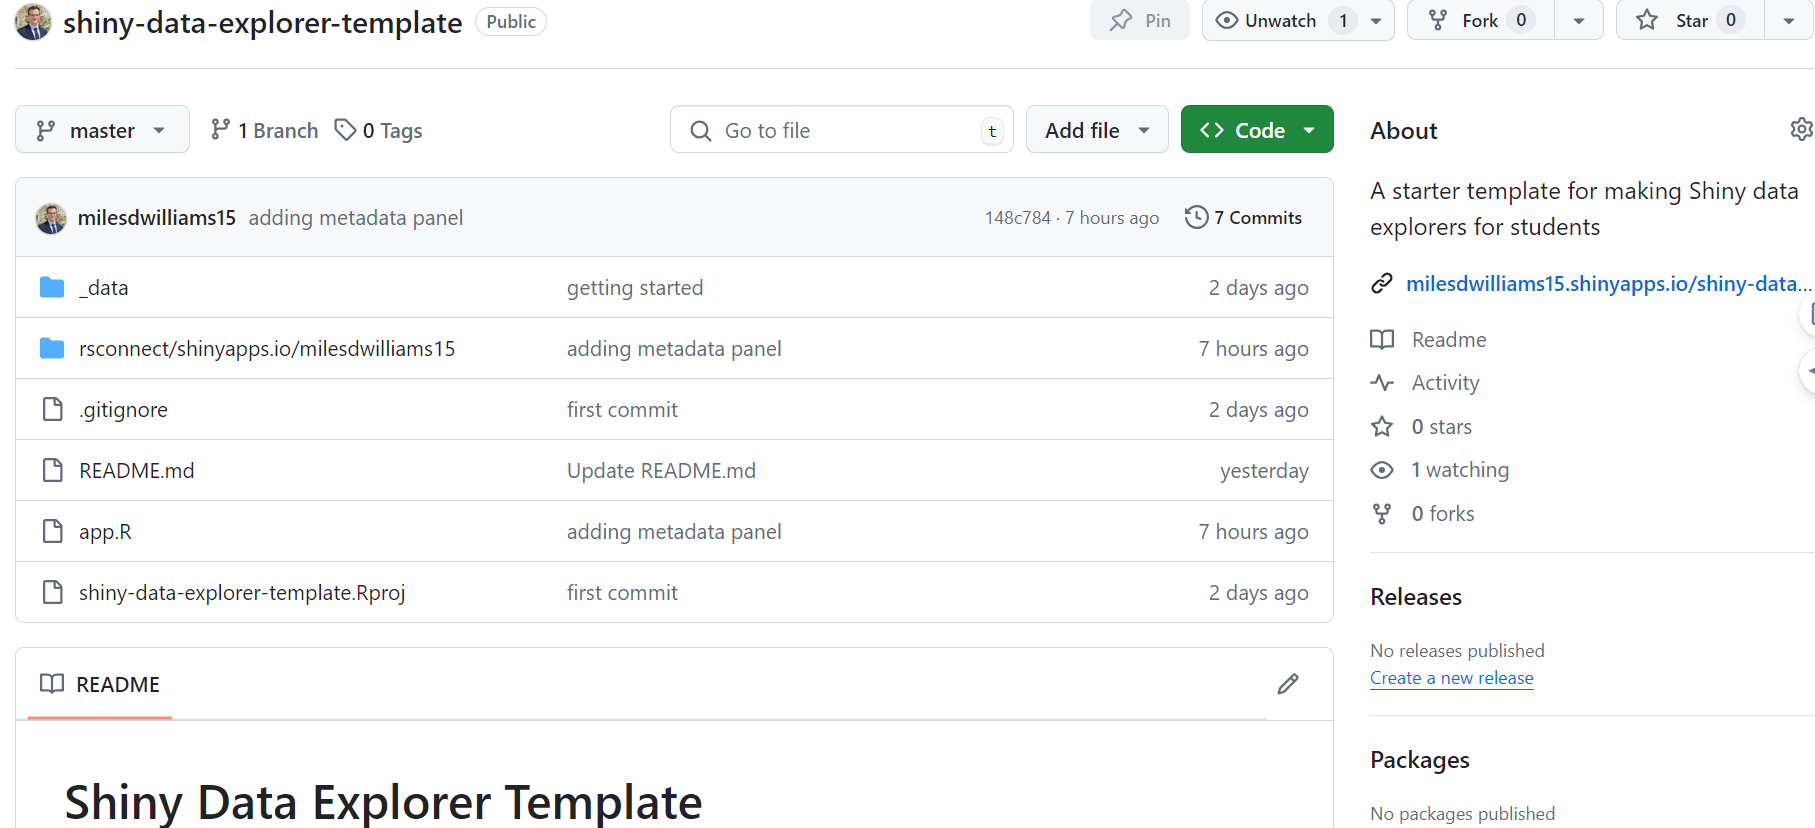 shiny-data-explorer-template Public Pin Unwatch 1 Fork 0 Star 0
master 1 Branch 0 Tags Go to file t Add file Code
milesdwilliams15 adding metadata panel 148c784 · 7 hours ago 7 Commits
_data getting started 2 days ago
rsconnect/shinyapps.io/milesdwilliams15 adding metadata panel 7 hours ago
.gitignore first commit 2 days ago
README.md Update README.md yesterday
app.R adding metadata panel 7 hours ago
shiny-data-explorer-template.Rproj first commit 2 days ago
README
Shiny Data Explorer Template
About
A starter template for making Shiny data
explorers for students
milesdwilliams15.shinyapps.io/shiny-data...
Readme
Activity
0 stars
1 watching
0 forks
Releases
No releases published
Create a new release
Packages
No packages published